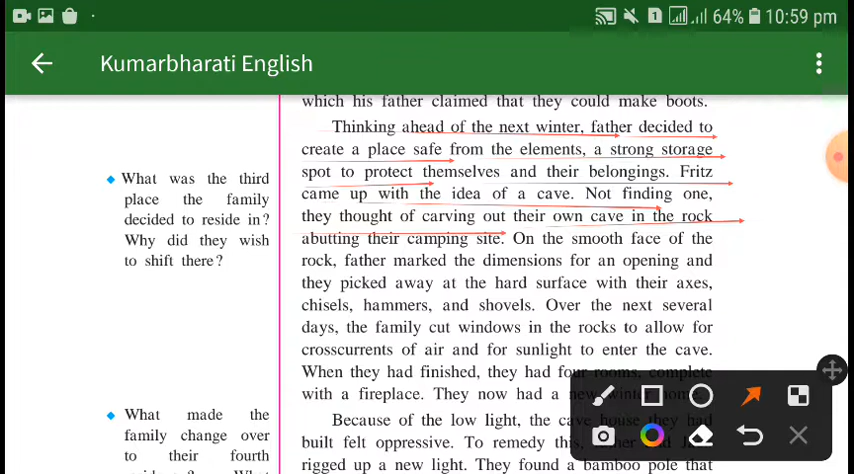 64% 10:59 pm
Kumarbharati English
which his father claimed that they could make boots.
Thinking ahead of the next winter, father decided to
create a place safe from the elements, a strong storage
spot to protect themselves and their belongings. Fritz
came up with the idea of a cave. Not finding one,
they thought of carving out their own cave in the rock
abutting their camping site. On the smooth face of the
rock, father marked the dimensions for an opening and
they picked away at the hard surface with their axes,
chisels, hammers, and shovels. Over the next several
days, the family cut windows in the rocks to allow for
crosscurrents of air and for sunlight to enter the cave.
When they had finished, they had four rooms, complete
with a fireplace. They now had a new winter home.
Because of the low light, the cave house they had
built felt oppressive. To remedy this, father and
rigged up a new light. They found a bamboo pole that
What was the third
place the family
decided to reside in?
Why did they wish
to shift there?
What made the
family change over
to their fourth